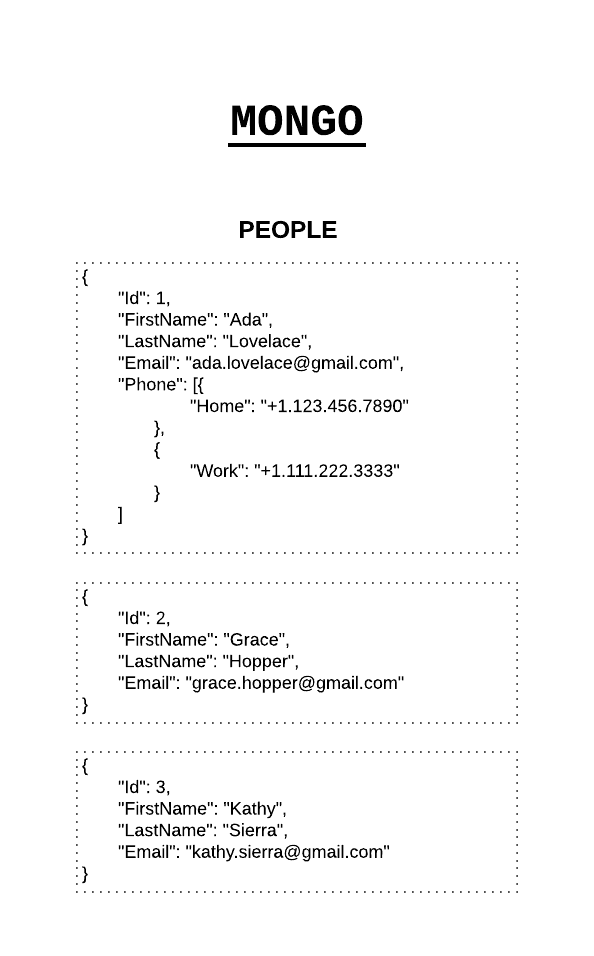 MONGO
PEOPLE
{
"Id": 1,
"FirstName": "Ada",
"LastName": "Lovelace",
"Email": "ada.lovelace@gmail.com",
"Phone": [{
"Home": "+1.123.456.7890"
},
{
"Work": "+1.111.222.3333"
}
]
}
{
"Id": 2,
"FirstName": "Grace",
"LastName": "Hopper",
"Email": "grace.hopper@gmail.com"
}
{
"Id": 3,
"FirstName": "Kathy",
"LastName": "Sierra",
"Email": "kathy.sierra@gmail.com"
}